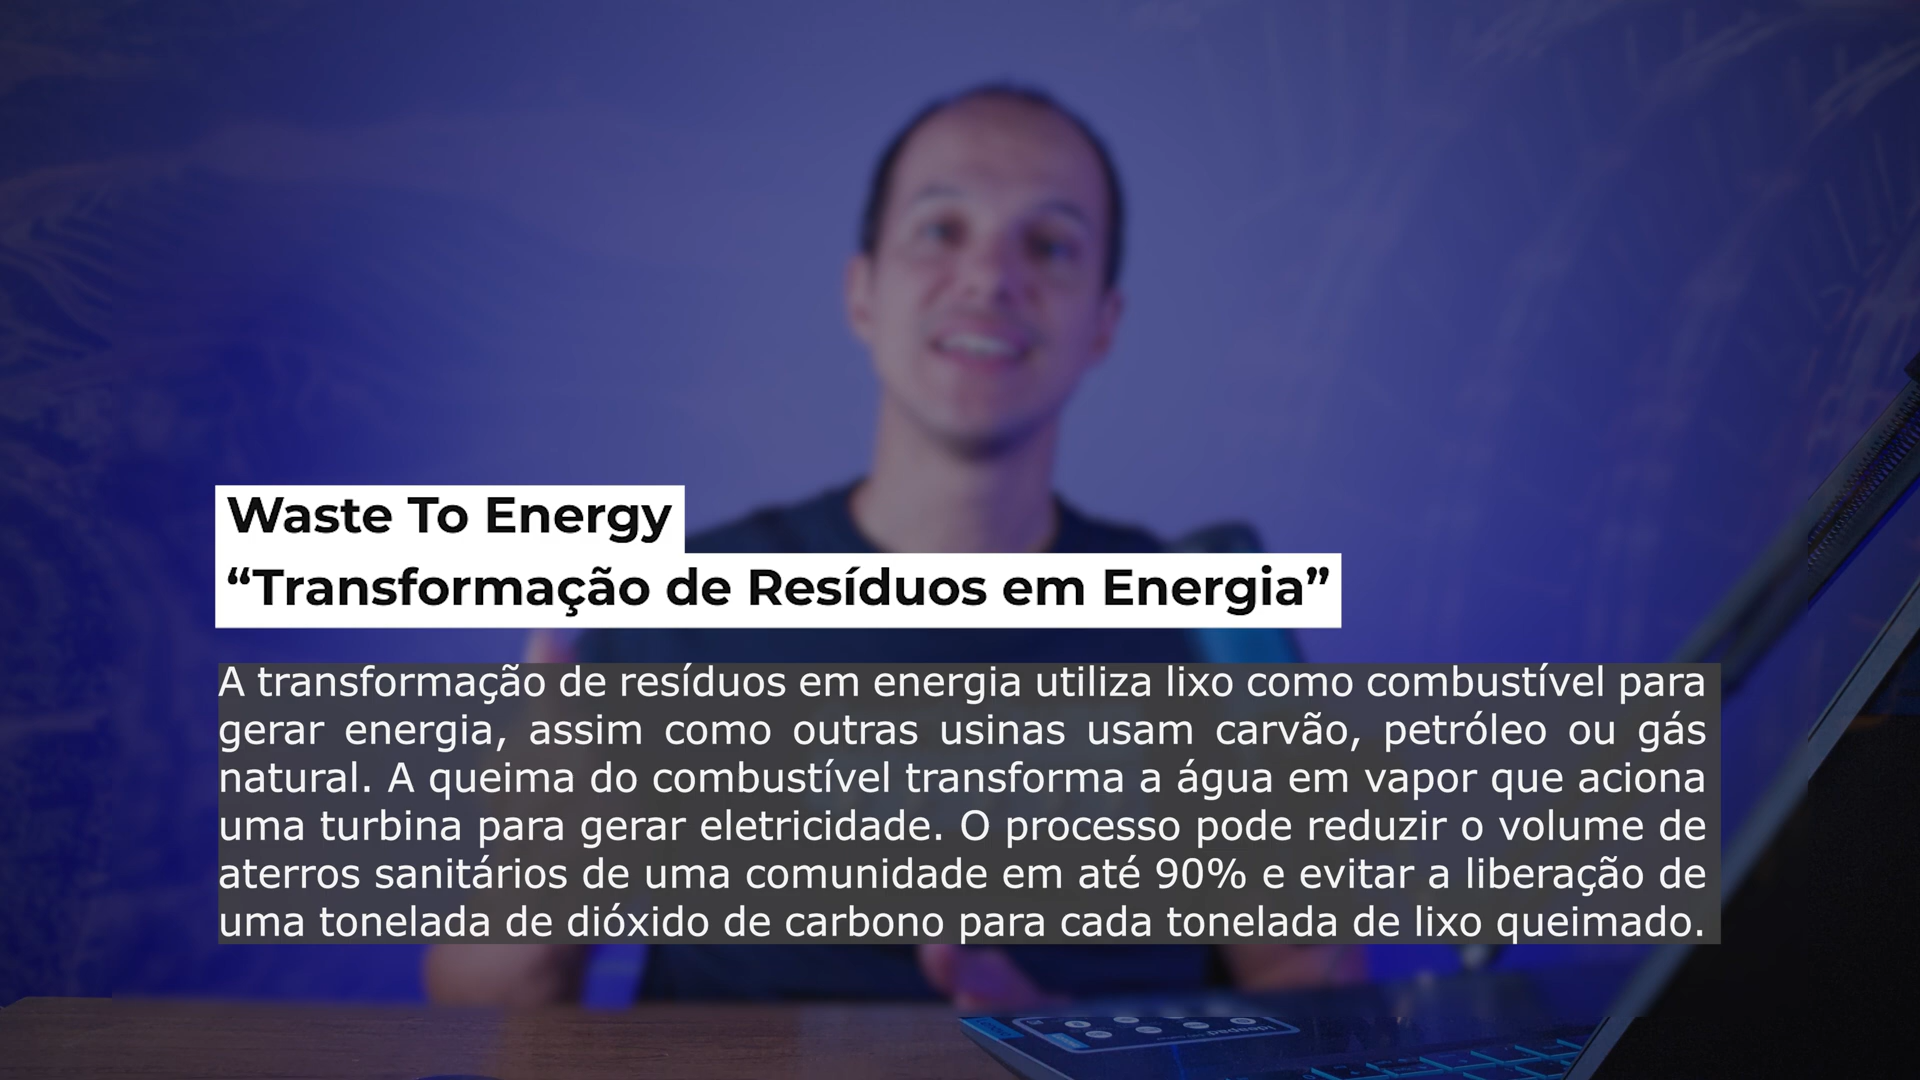 Waste To Energy
“Transformação de Resíduos em Energia”
A transformação de resíduos em energia utiliza lixo como combustível para
gerar energia, assim como outras usinas usam carvão, petróleo ou gás
natural. A queima do combustível transforma a água em vapor que aciona
uma turbina para gerar eletricidade. O processo pode reduzir o volume de
aterros sanitários de uma comunidade em até 90% e evitar a liberação de
uma tonelada de dióxido de carbono para cada tonelada de lixo queimado.
ideapad